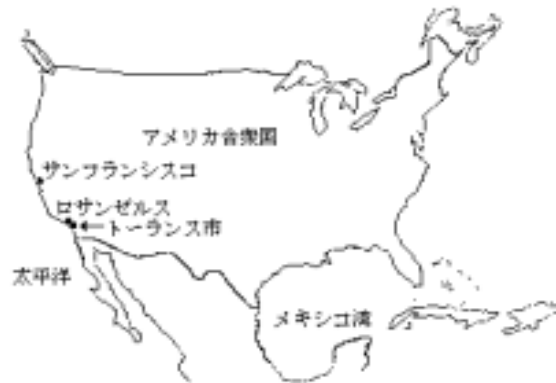 アメリカ合衆国
サンフランシスコ
ロサンゼルス
←トーランス市
太平洋
メキシコ湾